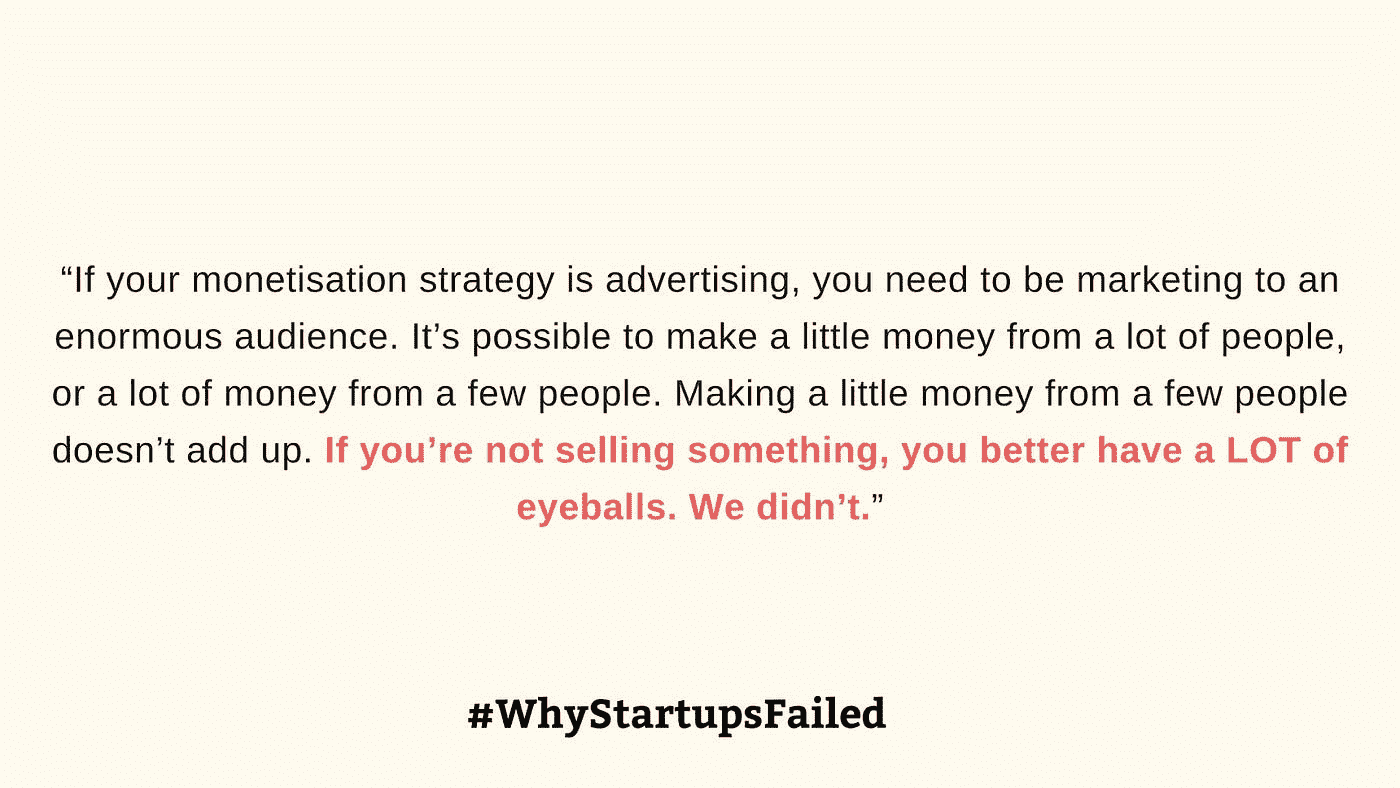 “If your monetisation strategy is advertising, you need to be marketing to an
enormous audience. It’s possible to make a little money from a lot of people,
or a lot of money from a few people. Making a little money from a few people
doesn’t add up. If you’re not selling something, you better have a LOT of
eyeballs. We didn’t.”
#WhyStartupsFailed